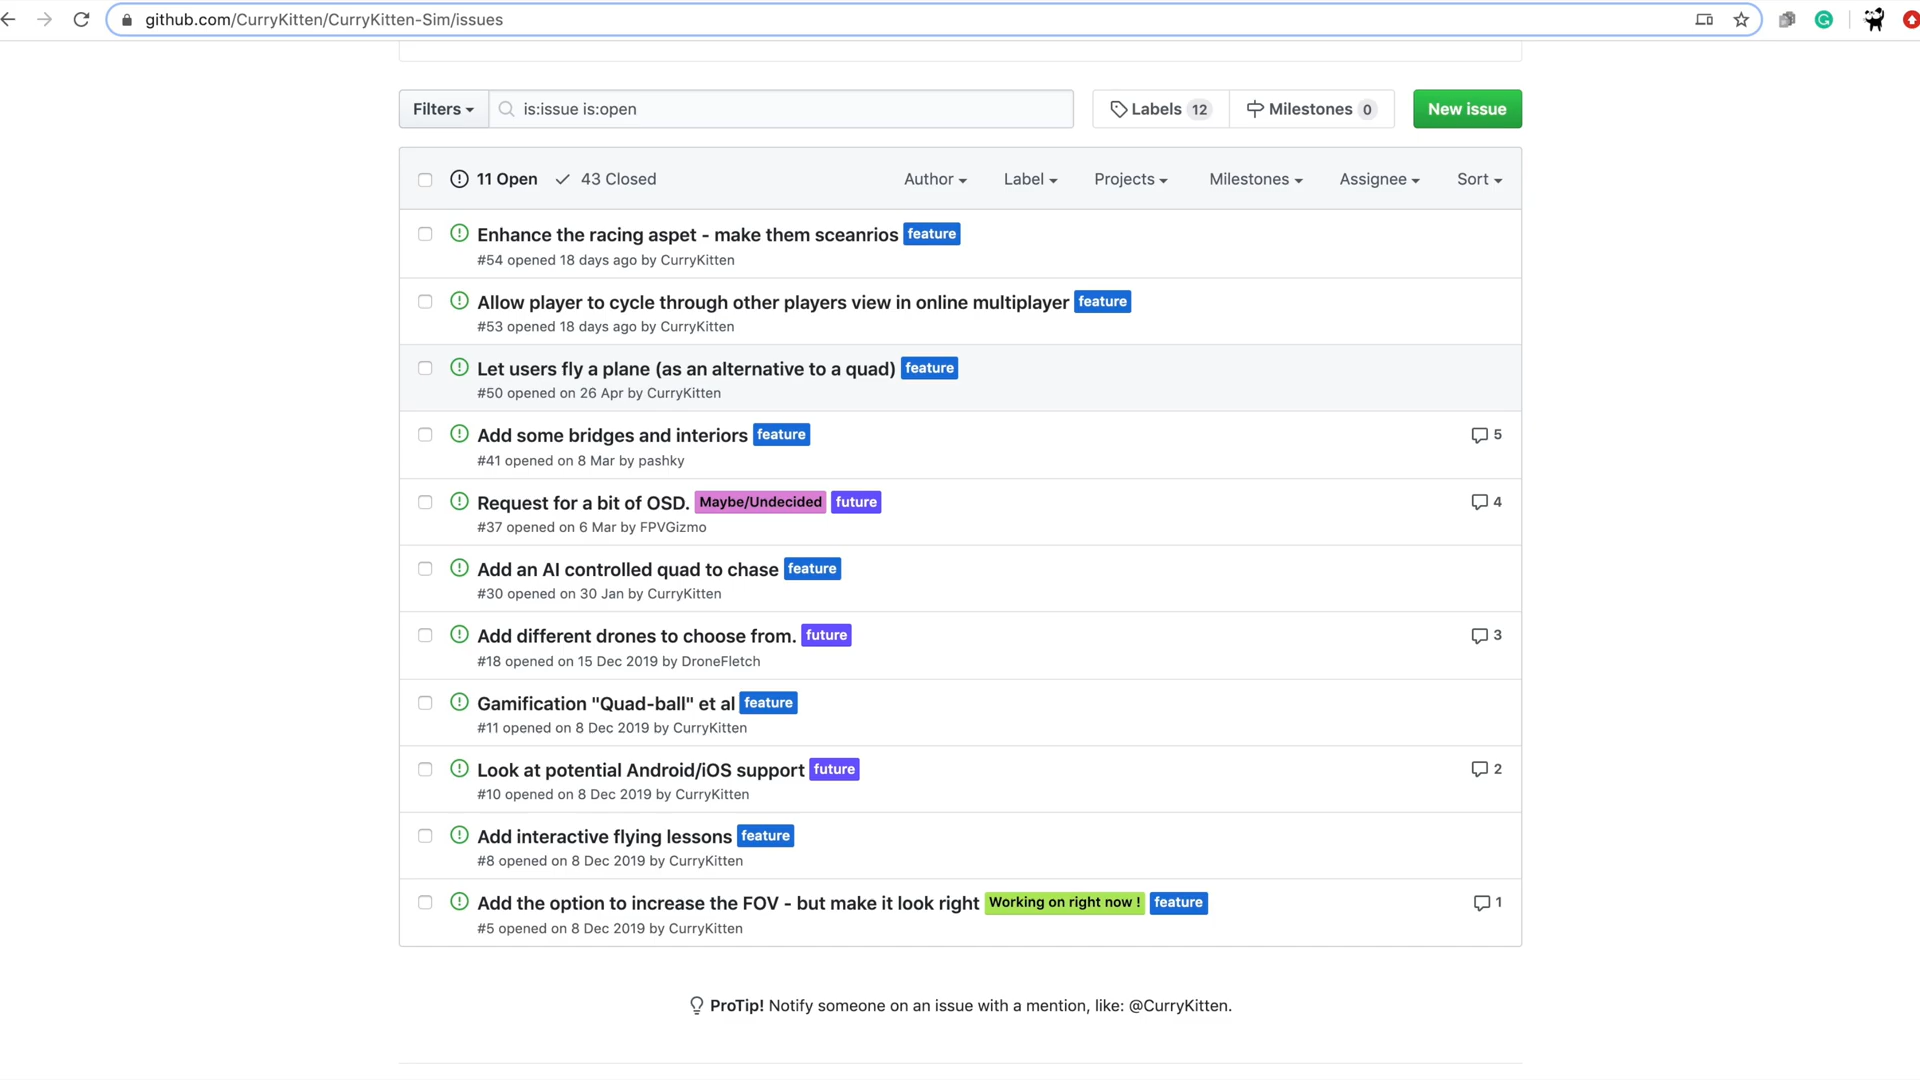 github.com/CurryKitten/CurryKitten-Sim/issues
Filters
is:issue is:open
Labels 12
Milestones 0
New issue
11 Open
43 Closed
Author
Label
Projects
Milestones
Assignee
Sort
Enhance the racing aspet - make them sceanrios feature
#54 opened 18 days ago by CurryKitten
Allow player to cycle through other players view in online multiplayer feature
#53 opened 18 days ago by CurryKitten
Let users fly a plane (as an alternative to a quad) feature
#50 opened on 26 Apr by CurryKitten
Add some bridges and interiors feature 5
#41 opened on 8 Mar by pashky
Request for a bit of OSD. Maybe/Undecided future 4
#37 opened on 6 Mar by FPVGizmo
Add an AI controlled quad to chase feature
#30 opened on 30 Jan by CurryKitten
Add different drones to choose from. future 3
#18 opened on 15 Dec 2019 by DroneFletch
Gamification "Quad-ball" et al feature
#11 opened on 8 Dec 2019 by CurryKitten
Look at potential Android/iOS support future 2
#10 opened on 8 Dec 2019 by CurryKitten
Add interactive flying lessons feature
#8 opened on 8 Dec 2019 by CurryKitten
Add the option to increase the FOV - but make it look right Working on right now ! feature 1
#5 opened on 8 Dec 2019 by CurryKitten
ProTip! Notify someone on an issue with a mention, like: @CurryKitten.